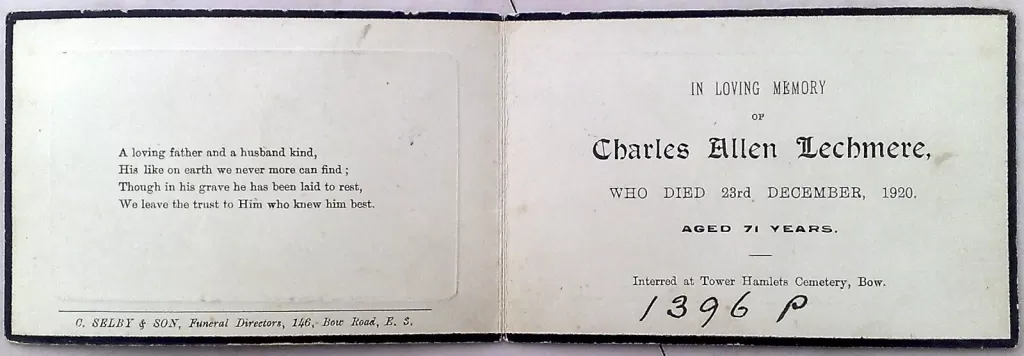 A loving father and a husband kind,
His like on earth we never more can find ;
Though in his grave he has been laid to rest,
We leave the trust to Him who knew him best.
C. SELBY & SON, Funeral Directors, 146, Bow Road, E. 3.
IN LOVING MEMORY
OF
Charles Allen Lechmere,
WHO DIED 23rd DECEMBER, 1920.
AGED 71 YEARS.
Interred at Tower Hamlets Cemetery, Bow.
1396 P